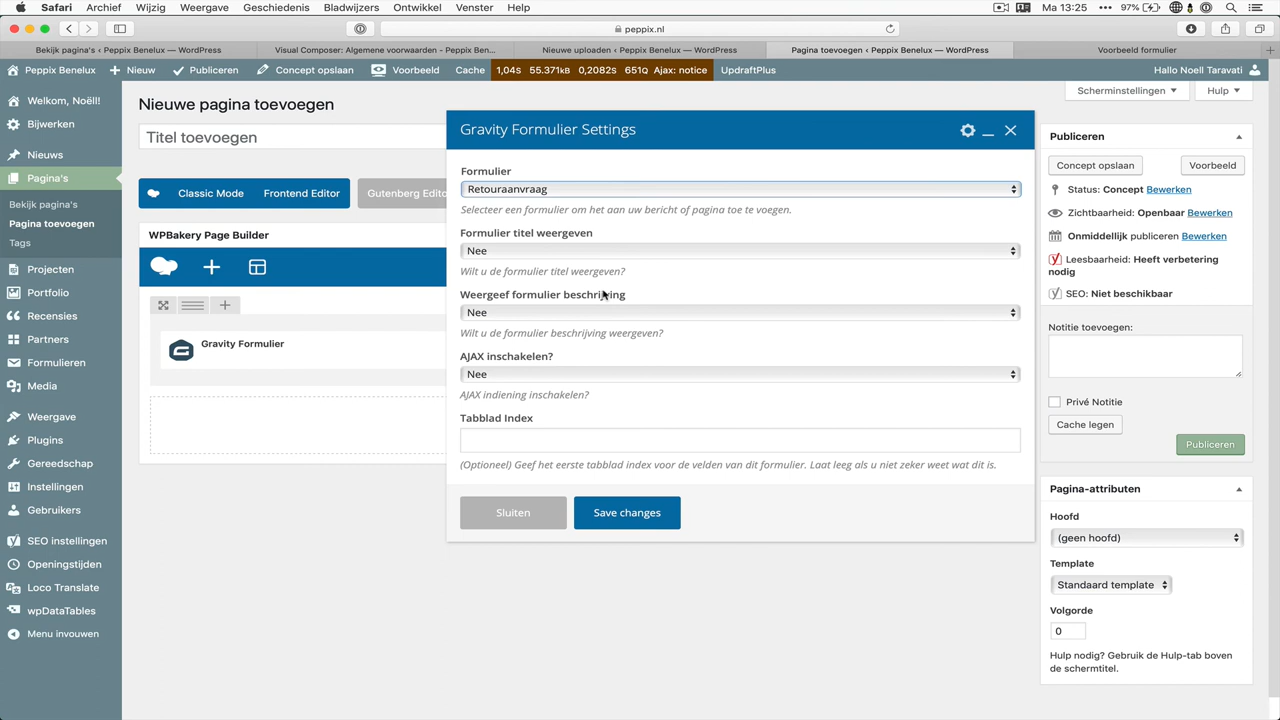 Safari Archief Wijzig Weergave Geschiedenis Bladwijzers Ontwikkel Venster Help 97% Ma 13:25
peppix.nl
Bekijk pagina's ‹ Peppix Benelux — WordPress
Visual Composer: Algemene voorwaarden - Peppix Ben...
Nieuwe uploaden ‹ Peppix Benelux — WordPress
Pagina toevoegen ‹ Peppix Benelux — WordPress
Voorbeeld formulier
Peppix Benelux Nieuw Publiceren Concept opslaan Voorbeeld Cache 1,04S 55.371kB 0,2082S 651Q Ajax: notice UpdraftPlus Hallo Noell Taravati
Welkom, Noëll!
Bijwerken
Nieuws
Pagina's
Bekijk pagina's
Pagina toevoegen
Tags
Projecten
Portfolio
Recensies
Partners
Formulieren
Media
Weergave
Plugins
Gereedschap
Instellingen
Gebruikers
SEO instellingen
Openingstijden
Loco Translate
wpDataTables
Menu invouwen
Scherminstellingen
Hulp
Nieuwe pagina toevoegen
Titel toevoegen
Classic Mode Frontend Editor
Gutenberg Edito
WPBakery Page Builder
Gravity Formulier
Gravity Formulier Settings
Formulier
Retouraanvraag
Selecteer een formulier om het aan uw bericht of pagina toe te voegen.
Formulier titel weergeven
Nee
Wilt u de formulier titel weergeven?
Weergeef formulier beschrijving
Nee
Wilt u de formulier beschrijving weergeven?
AJAX inschakelen?
Nee
AJAX indiening inschakelen?
Tabblad Index
(Optioneel) Geef het eerste tabblad index voor de velden van dit formulier. Laat leeg als u niet zeker weet wat dit is.
Sluiten
Save changes
Publiceren
Concept opslaan
Voorbeeld
Status: Concept Bewerken
Zichtbaarheid: Openbaar Bewerken
Onmiddellijk publiceren Bewerken
Leesbaarheid: Heeft verbetering
nodig
SEO: Niet beschikbaar
Notitie toevoegen:
Privé Notitie
Cache legen
Publiceren
Pagina-attributen
Hoofd
(geen hoofd)
Template
Standaard template
Volgorde
0
Hulp nodig? Gebruik de Hulp-tab boven
de schermtitel.